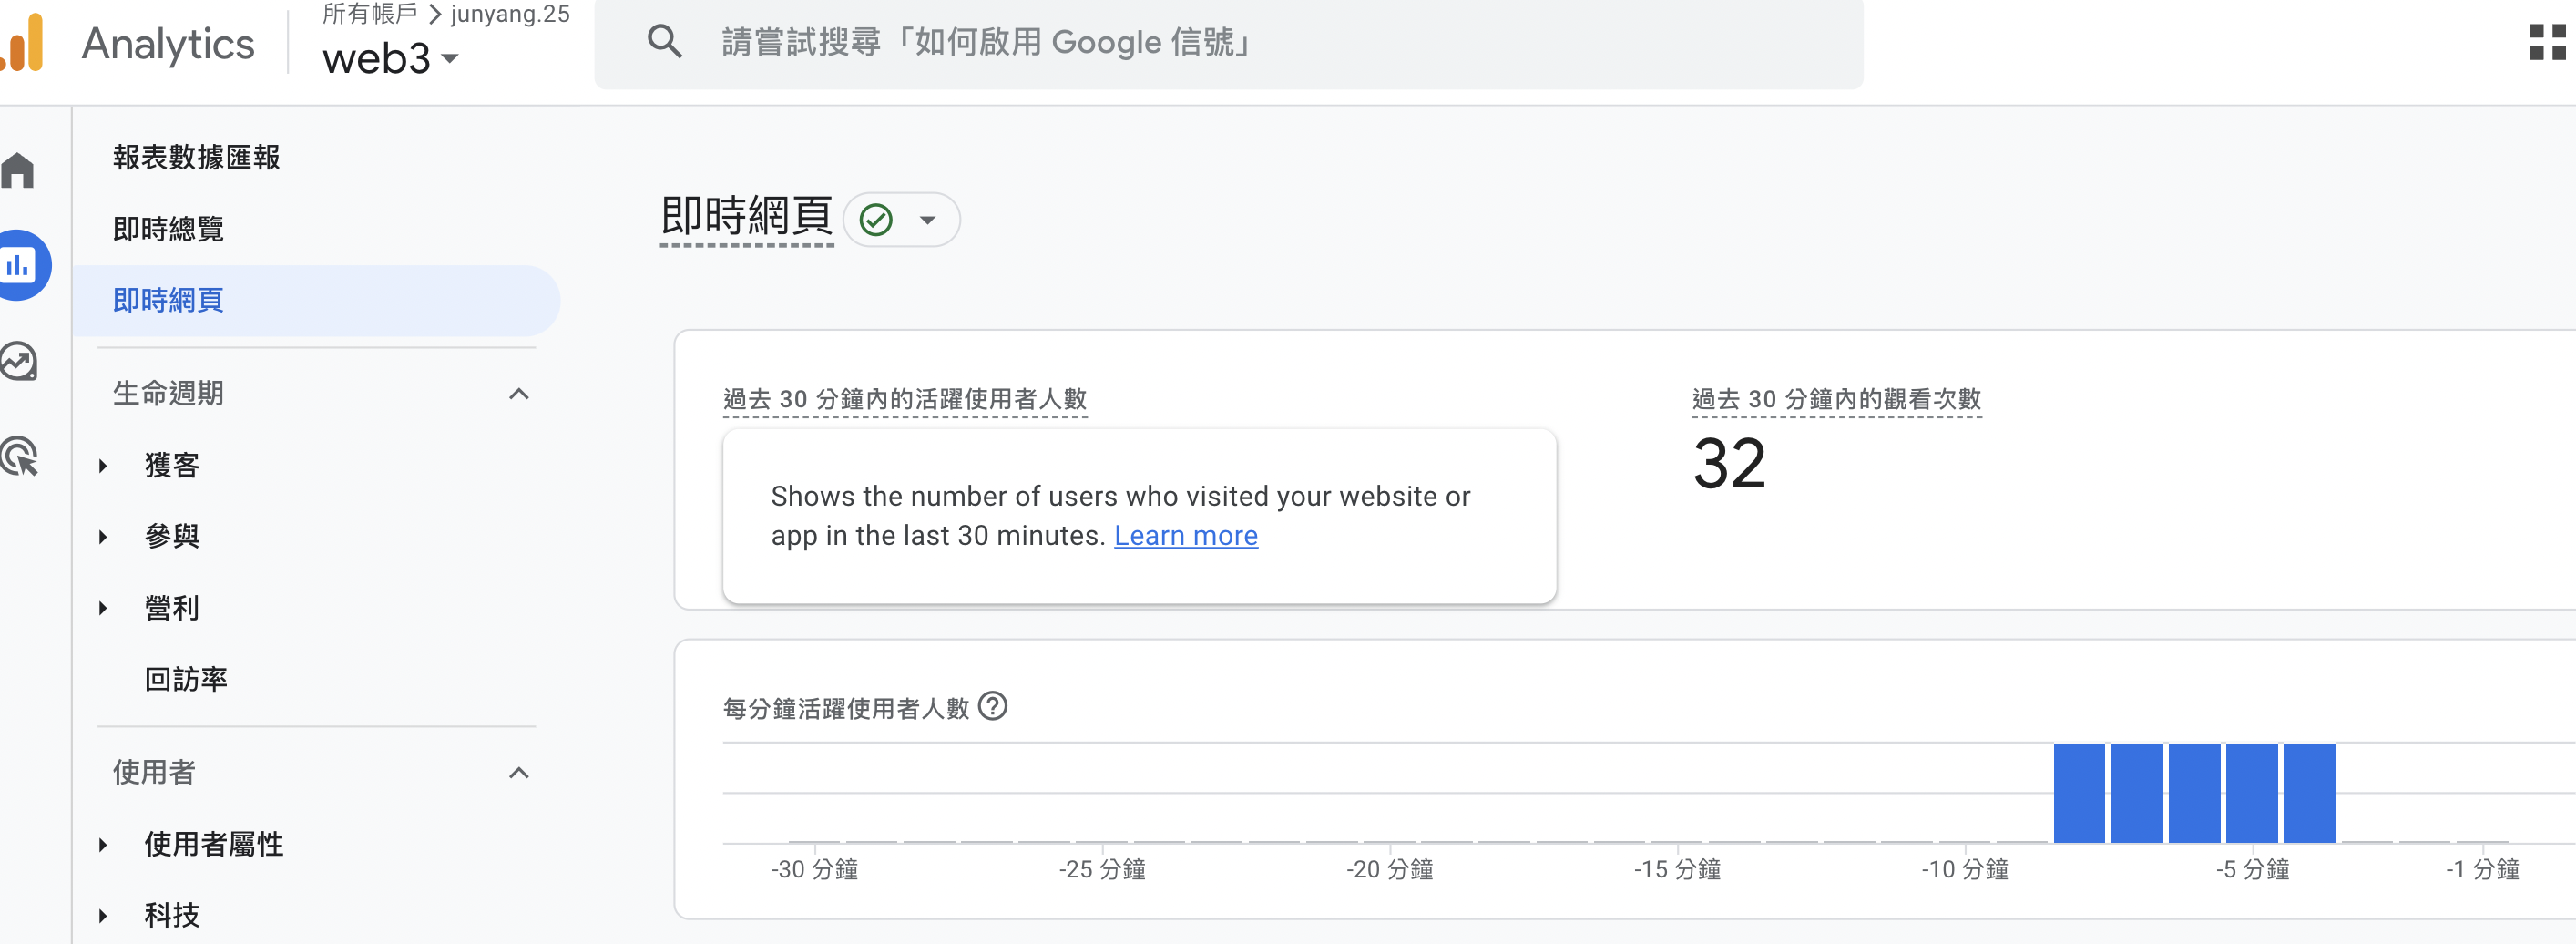 Analytics
所有帳戶 > junyang.25
web3
請嘗試搜尋「如何啟用 Google 信號」
報表數據匯報
即時總覽
即時網頁
生命週期
獲客
參與
營利
回訪率
使用者
使用者屬性
科技
即時網頁
過去 30 分鐘內的活躍使用者人數
Shows the number of users who visited your website or
app in the last 30 minutes. Learn more
過去 30 分鐘內的觀看次數
32
每分鐘活躍使用者人數
-30 分鐘
-25 分鐘
-20 分鐘
-15 分鐘
-10 分鐘
-5 分鐘
-1 分鐘